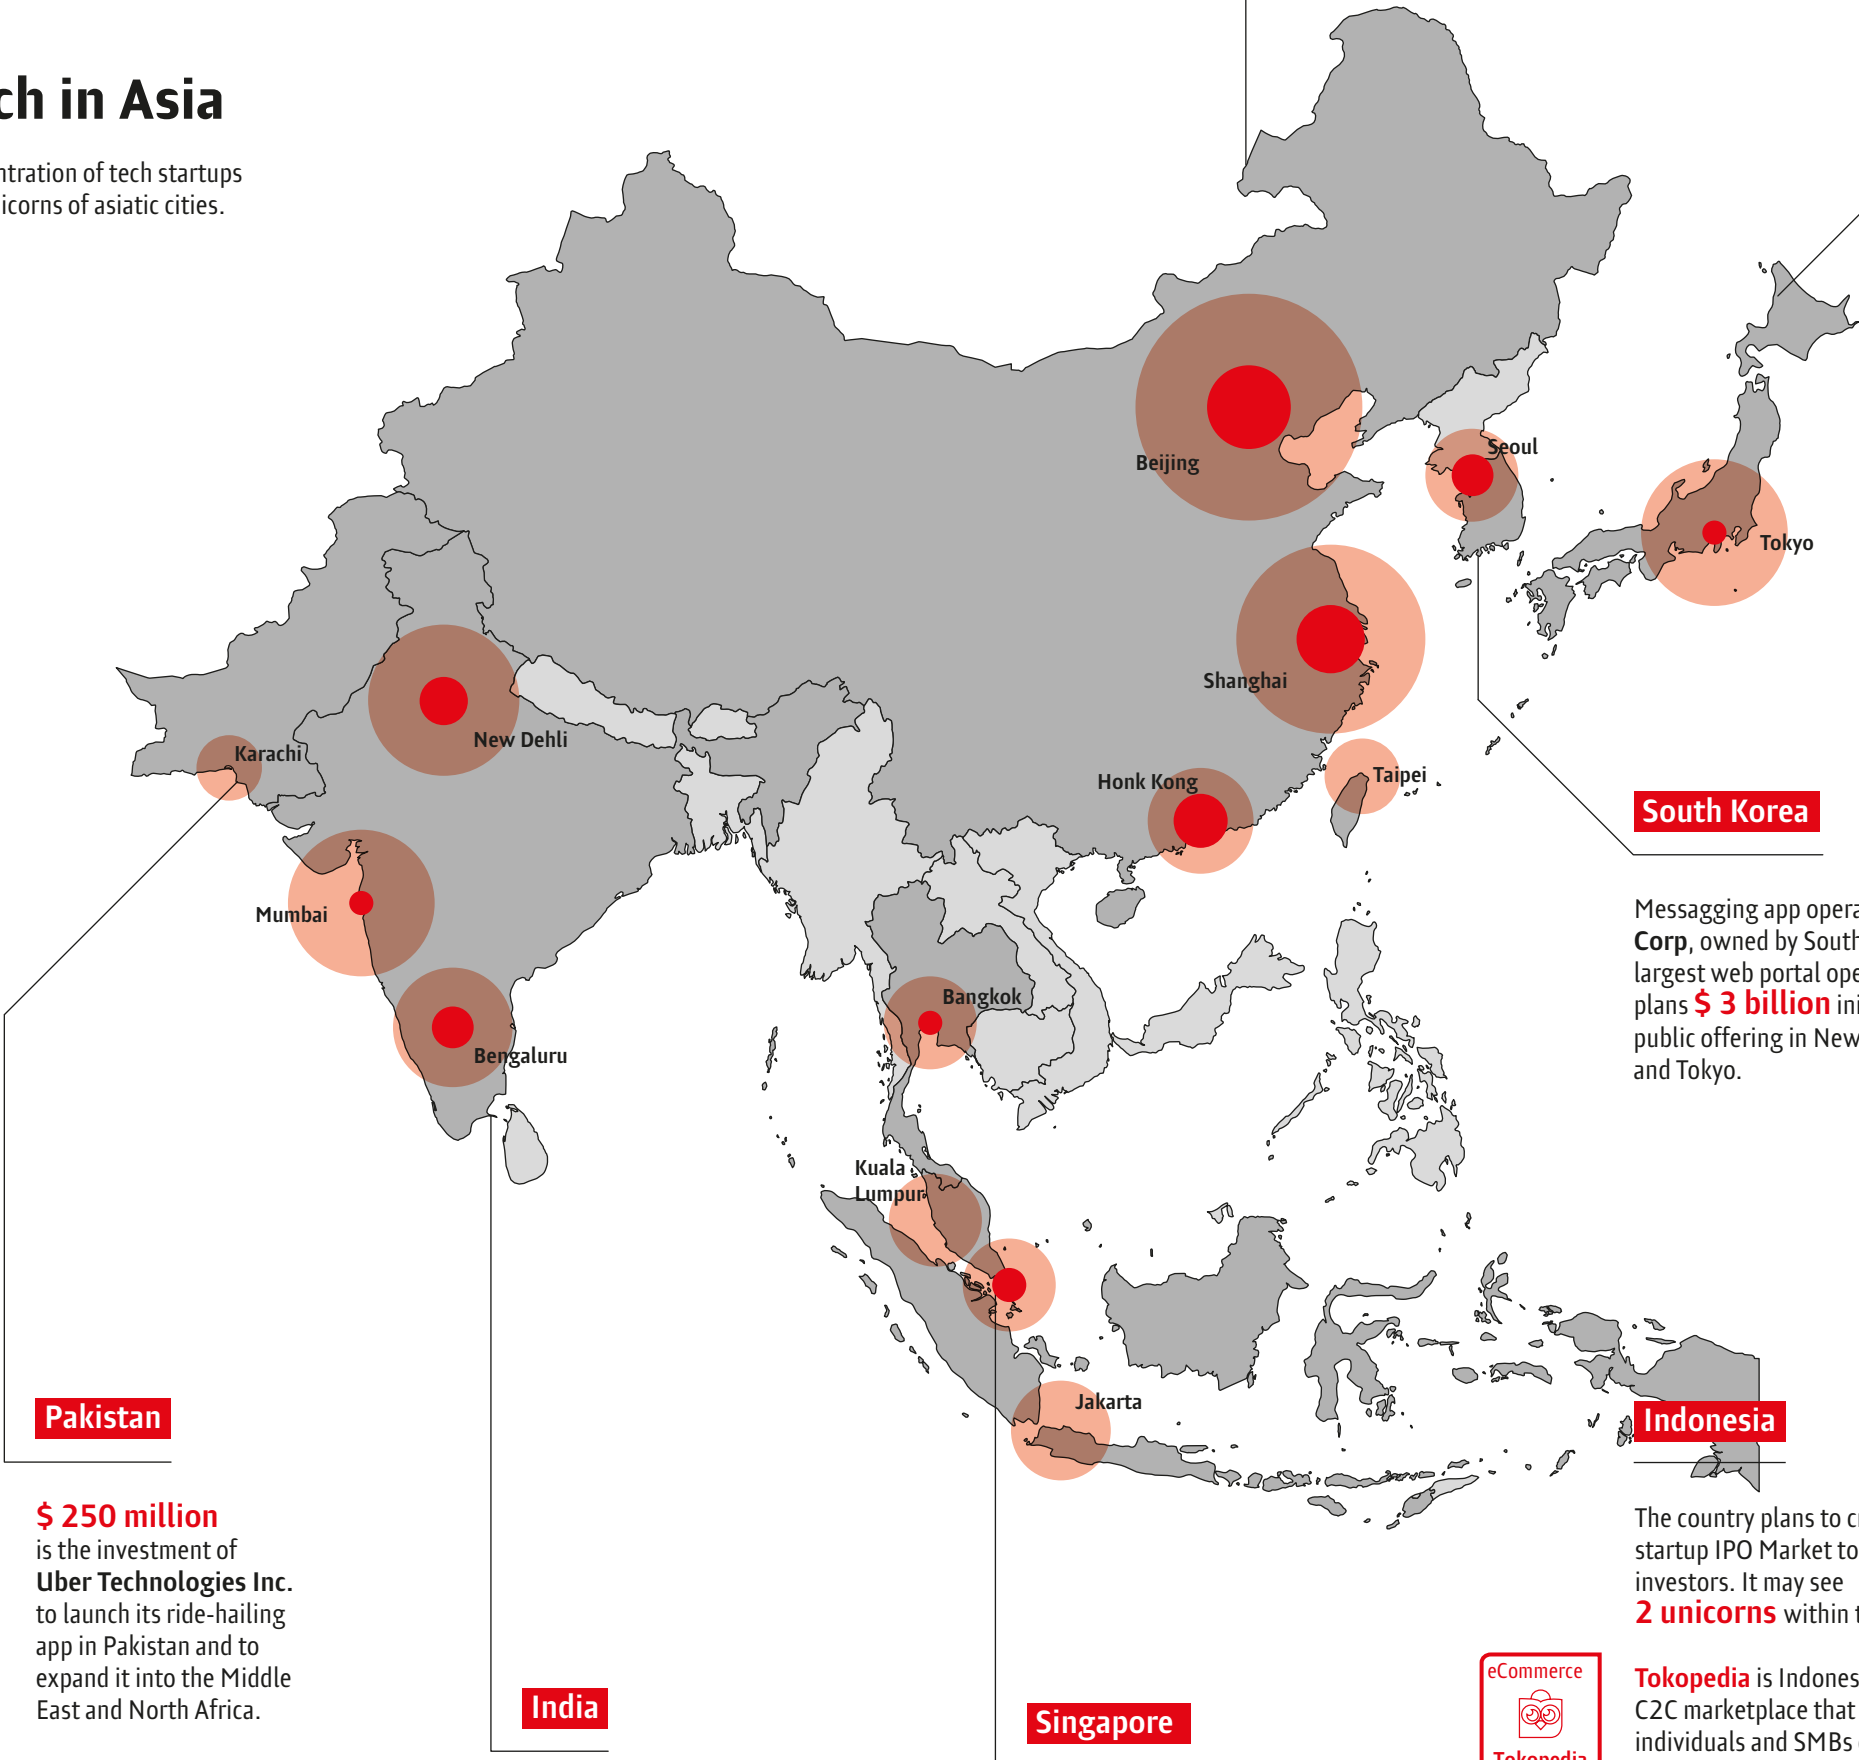 ch in Asia
ntration of tech startups
icorns of asiatic cities.
Beijing
Seoul
Tokyo
Shanghai
New Dehli
Karachi
Honk Kong
Taipei
South Korea
Mumbai
Messagging app opera
Corp, owned by South
largest web portal ope
plans $ 3 billion ini
public offering in New
and Tokyo.
Bangkok
Bengaluru
Kuala
Lumpur
Jakarta
Pakistan
$ 250 million
is the investment of
Uber Technologies Inc.
to launch its ride-hailing
app in Pakistan and to
expand it into the Middle
East and North Africa.
India
Singapore
Indonesia
The country plans to c
startup IPO Market to
investors. It may see
2 unicorns within t
eCommerce
Tokopedia
Tokopedia is Indones
C2C marketplace that
individuals and SMBs